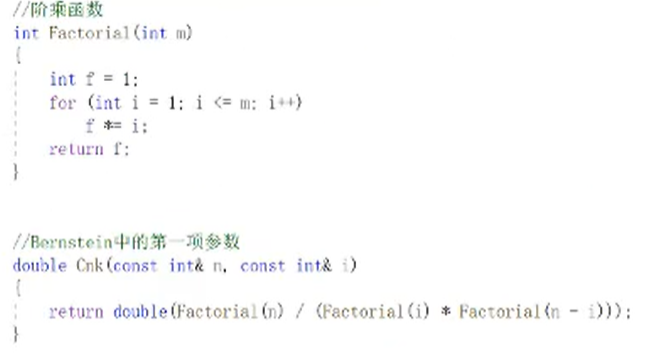 //阶乘函数
int Factorial(int m)
{
    int f = 1;
    for (int i = 1; i <= m; i++)
        f *= i;
    return f;
}
//Bernstein中的第一项参数
double Cnk(const int& n, const int& i)
{
    return double(Factorial(n) / (Factorial(i) * Factorial(n - i)));
}